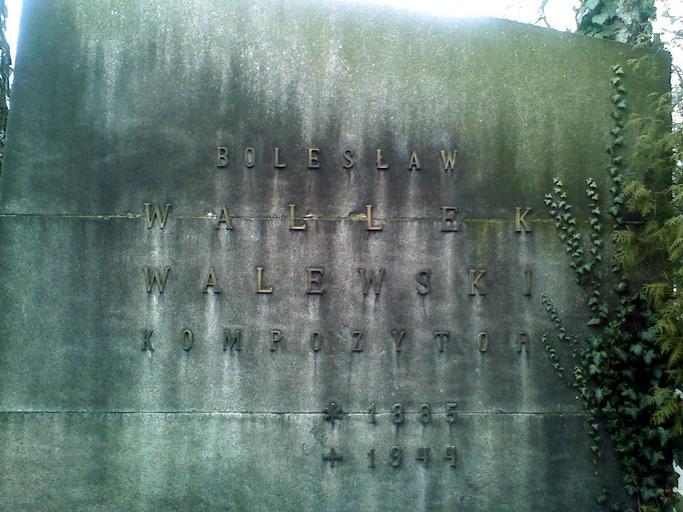 BOLESŁAW
WALLEK
WALEWSKI
KOMPOZYTOR
* 1885
+ 1944